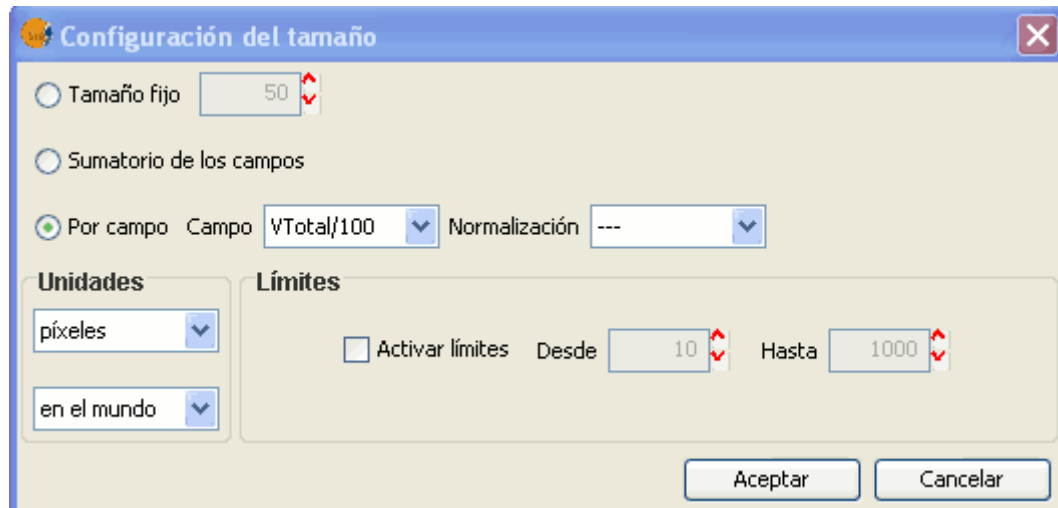 Configuración del tamaño
Tamaño fijo 50
Sumatorio de los campos
Por campo Campo VTotal/100 Normalización ---
Unidades Límites
píxeles
Activar límites Desde 10 Hasta 1000
en el mundo
Aceptar Cancelar